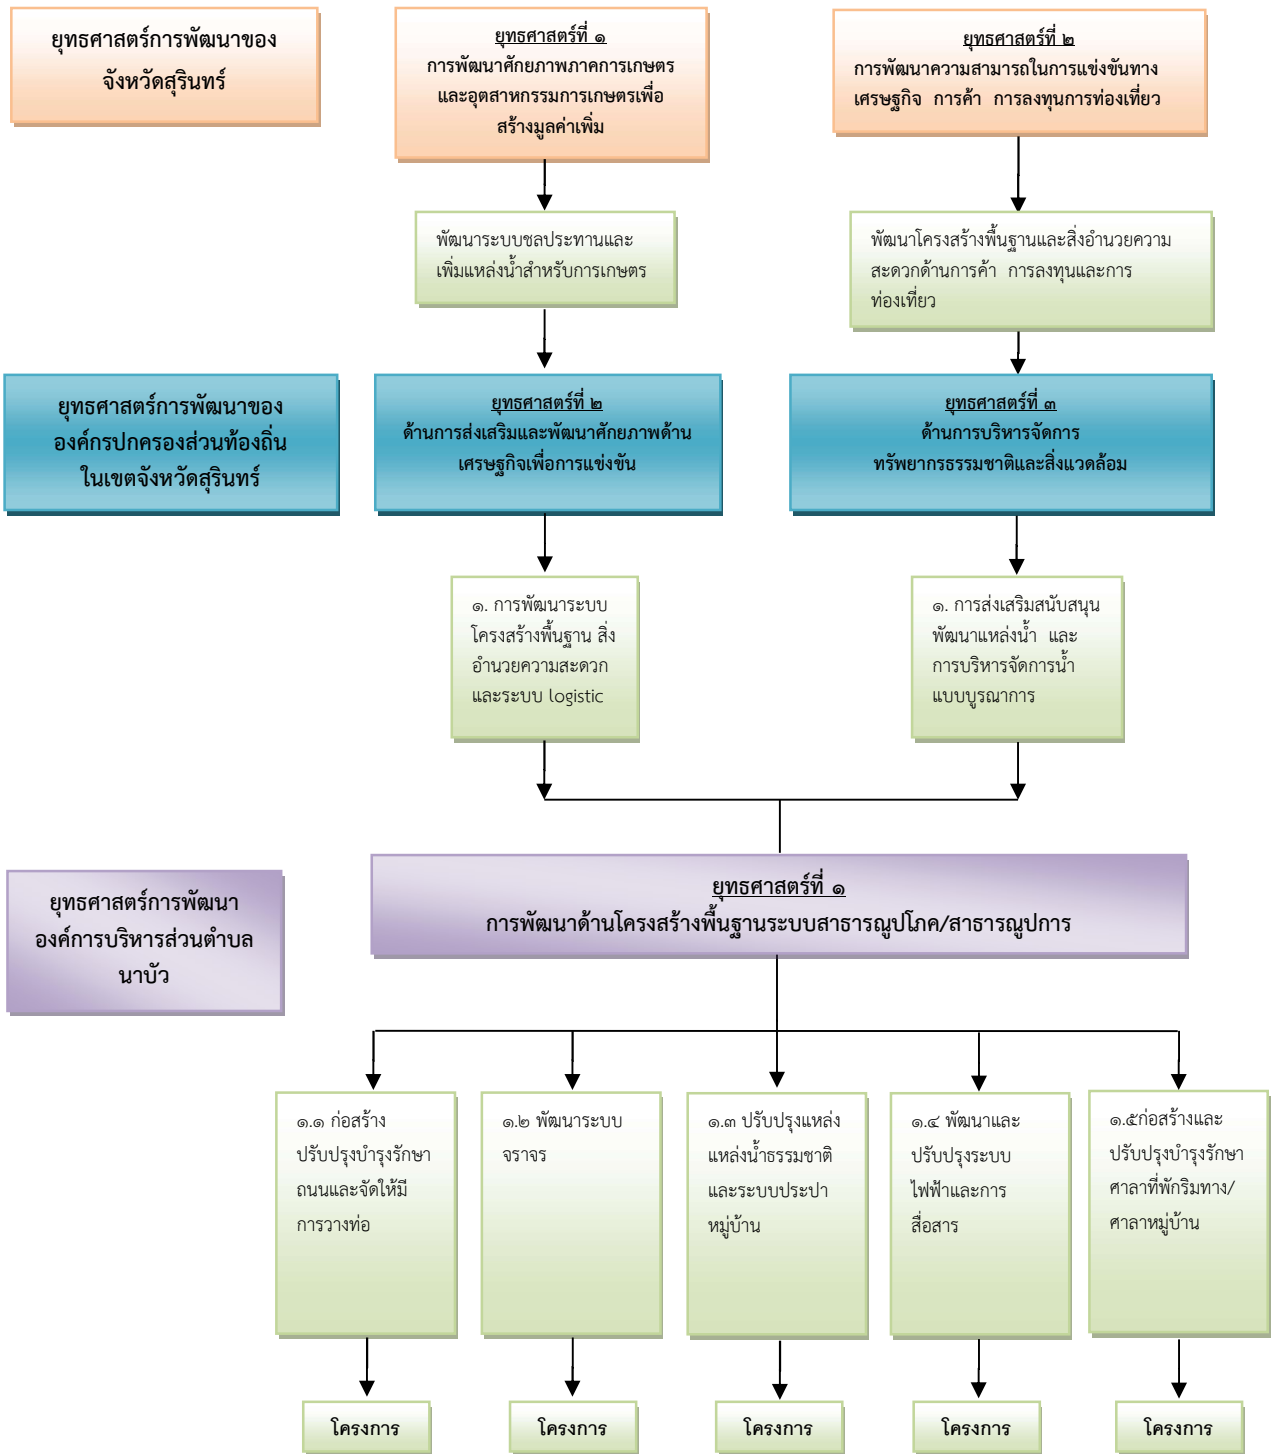 ยุทธศาสตร์การพัฒนาของ
จังหวัดสุรินทร์
ยุทธศาสตร์ที่ ๑
การพัฒนาศักยภาพภาคการเกษตร
และอุตสาหกรรมการเกษตรเพื่อ
สร้างมูลค่าเพิ่ม
ยุทธศาสตร์ที่ ๒
การพัฒนาความสามารถในการแข่งขันทาง
เศรษฐกิจ การค้า การลงทุนการท่องเที่ยว
พัฒนาระบบชลประทานและ
เพิ่มแหล่งน้ำสำหรับการเกษตร
พัฒนาโครงสร้างพื้นฐานและสิ่งอำนวยความ
สะดวกด้านการค้า การลงทุนและการ
ท่องเที่ยว
ยุทธศาสตร์การพัฒนาของ
องค์กรปกครองส่วนท้องถิ่น
ในเขตจังหวัดสุรินทร์
ยุทธศาสตร์ที่ ๒
ด้านการส่งเสริมและพัฒนาศักยภาพด้าน
เศรษฐกิจเพื่อการแข่งขัน
ยุทธศาสตร์ที่ ๓
ด้านการบริหารจัดการ
ทรัพยากรธรรมชาติและสิ่งแวดล้อม
๑. การพัฒนาระบบ
โครงสร้างพื้นฐาน สิ่ง
อำนวยความสะดวก
และระบบ logistic
๑. การส่งเสริมสนับสนุน
พัฒนาแหล่งน้ำ และ
การบริหารจัดการน้ำ
แบบบูรณาการ
ยุทธศาสตร์การพัฒนา
องค์การบริหารส่วนตำบล
นาบัว
ยุทธศาสตร์ที่ ๑
การพัฒนาด้านโครงสร้างพื้นฐานระบบสาธารณูปโภค/สาธารณูปการ
๑.๑ ก่อสร้าง
ปรับปรุงบำรุงรักษา
ถนนและจัดให้มี
การวางท่อ
๑.๒ พัฒนาระบบ
จราจร
๑.๓ ปรับปรุงแหล่ง
แหล่งน้ำธรรมชาติ
และระบบประปา
หมู่บ้าน
๑.๔ พัฒนาและ
ปรับปรุงระบบ
ไฟฟ้าและการ
สื่อสาร
๑.๕ก่อสร้างและ
ปรับปรุงบำรุงรักษา
ศาลาที่พักริมทาง/
ศาลาหมู่บ้าน
โครงการ
โครงการ
โครงการ
โครงการ
โครงการ